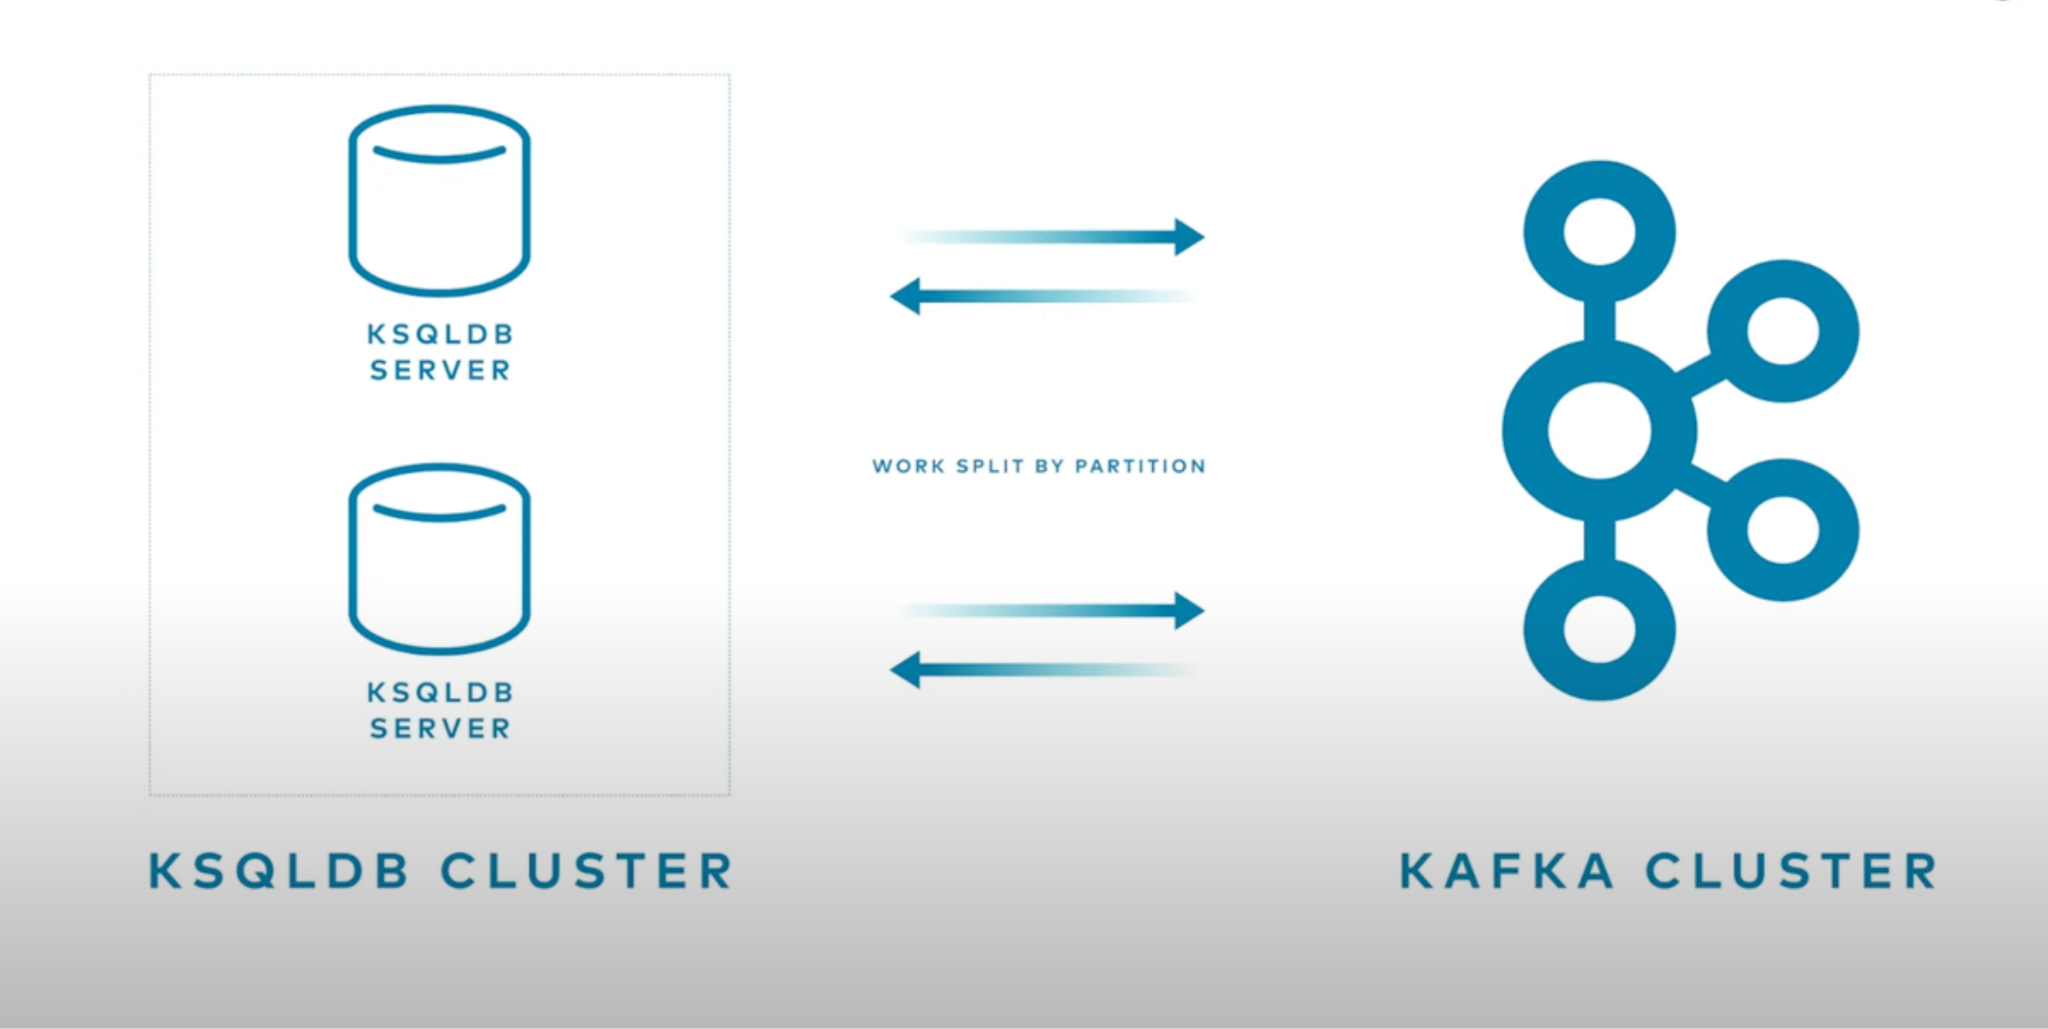 KSQLDB
SERVER
WORK SPLIT BY PARTITION
KSQLDB
SERVER
KSQLDB CLUSTER
KAFKA CLUSTER